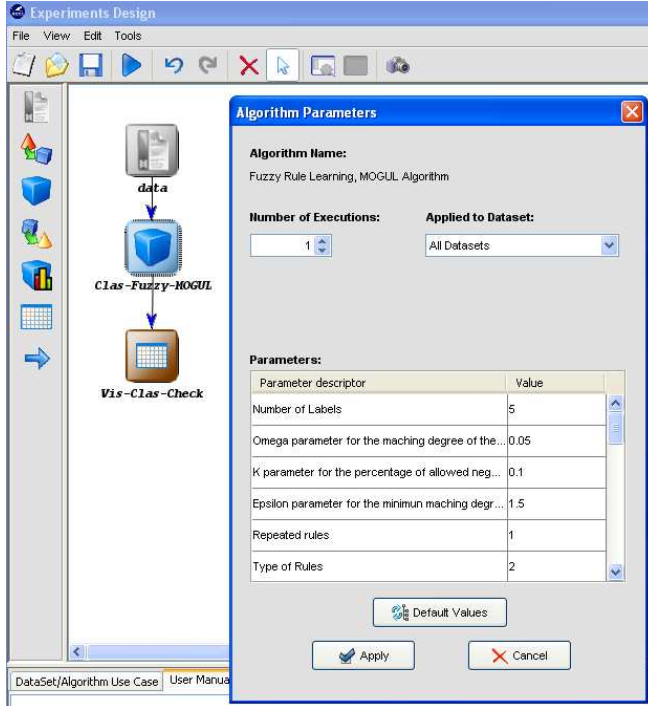 Experiments Design
File View Edit Tools
data
Clas-Fuzzy-MOGUL
Vis-Clas-Check
Algorithm Parameters
Algorithm Name:
Fuzzy Rule Learning, MOGUL Algorithm
Number of Executions: Applied to Dataset:
1 All Datasets
Parameters:
Parameter descriptor Value
Number of Labels 5
Omega parameter for the maching degree of the... 0.05
K parameter for the percentage of allowed neg... 0.1
Epsilon parameter for the minimun maching degr... 1.5
Repeated rules 1
Type of Rules 2
Default Values
Apply Cancel
DataSet/Algorithm Use Case User Manua